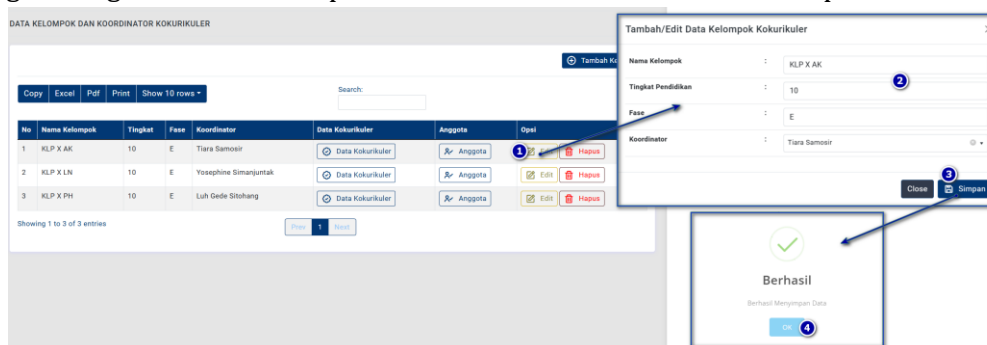 DATA KELOMPOK DAN KOORDINATOR KOKURIKULER
Tambah Ke
Copy Excel Pdf Print Show 10 rows
Search:
No Nama Kelompok Tingkat Fase Koordinator Data Kokurikuler Anggota Opsi
1 KLP X AK 10 E Tiara Samosir Data Kokurikuler Anggota 1 Edit Hapus
2 KLP X LN 10 E Yosephine Simanjuntak Data Kokurikuler Anggota Edit Hapus
3 KLP X PH 10 E Luh Gede Sitohang Data Kokurikuler Anggota Edit Hapus
Showing 1 to 3 of 3 entries
Prev 1 Next
Tambah/Edit Data Kelompok Kokurikuler
Nama Kelompok : KLP X AK
2
Tingkat Pendidikan : 10
Fase : E
Koordinator : Tiara Samosir
3
Close Simpan
Berhasil
Berhasil Menyimpan Data
OK 4